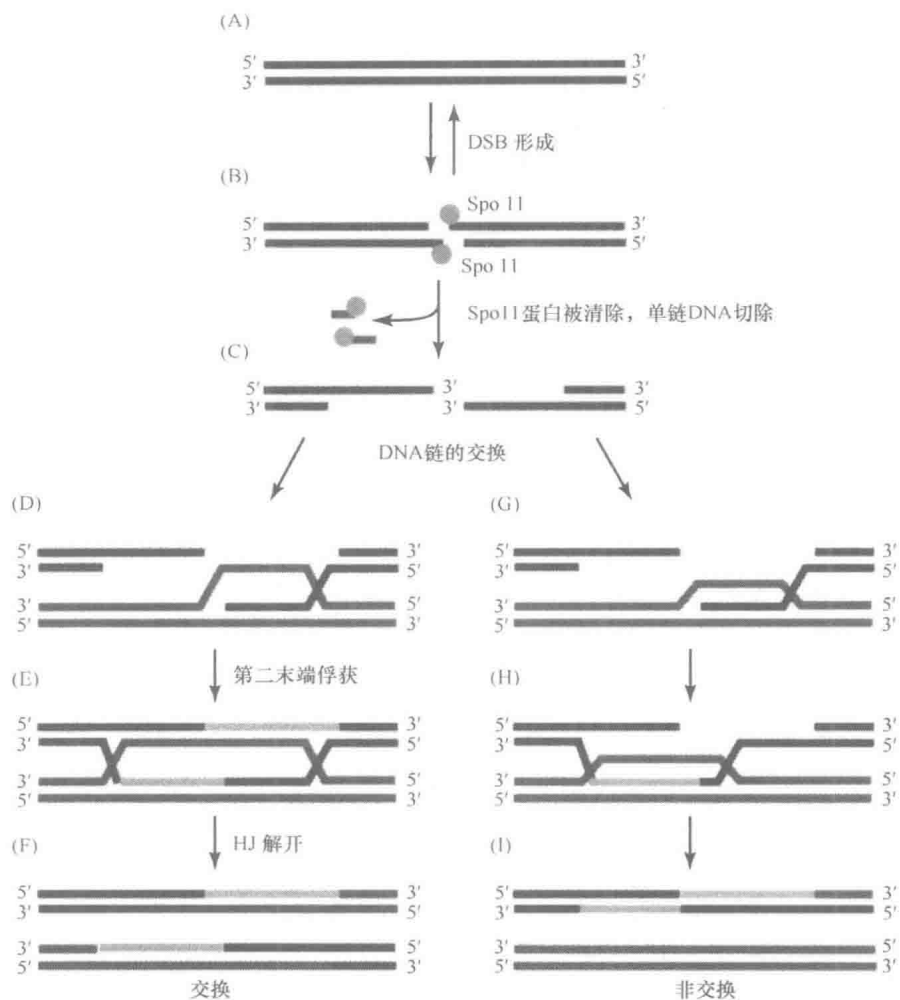 (A)
5′ 3′
3′ 5′
DSB 形成
(B)
Spo 11
5′ 3′
3′ 5′
Spo 11
Spo11蛋白被清除，单链DNA切除
(C)
5′ 3′ 3′
3′ 3′ 5′
DNA链的交换
(D) (G)
5′ 3′ 5′ 3′
3′ 5′ 3′ 5′
3′ 5′ 3′ 5′
5′ 3′ 5′ 3′
(E) 第二末端俘获 (H)
5′ 3′ 5′ 3′
3′ 5′ 3′ 5′
3′ 5′ 3′ 5′
5′ 3′ 5′ 3′
(F) HJ 解开 (I)
5′ 3′ 5′ 3′
3′ 5′ 3′ 5′
3′ 5′ 3′ 5′
5′ 3′ 5′ 3′
交换 非交换